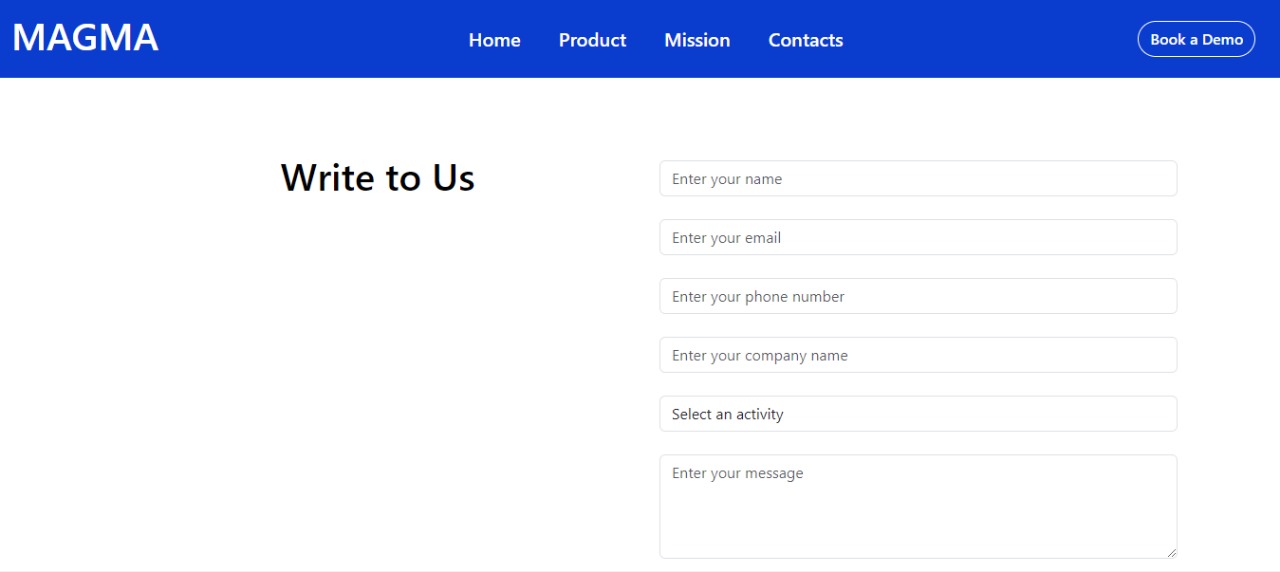 MAGMA
Home Product Mission Contacts
Book a Demo
Write to Us
Enter your name
Enter your email
Enter your phone number
Enter your company name
Select an activity
Enter your message